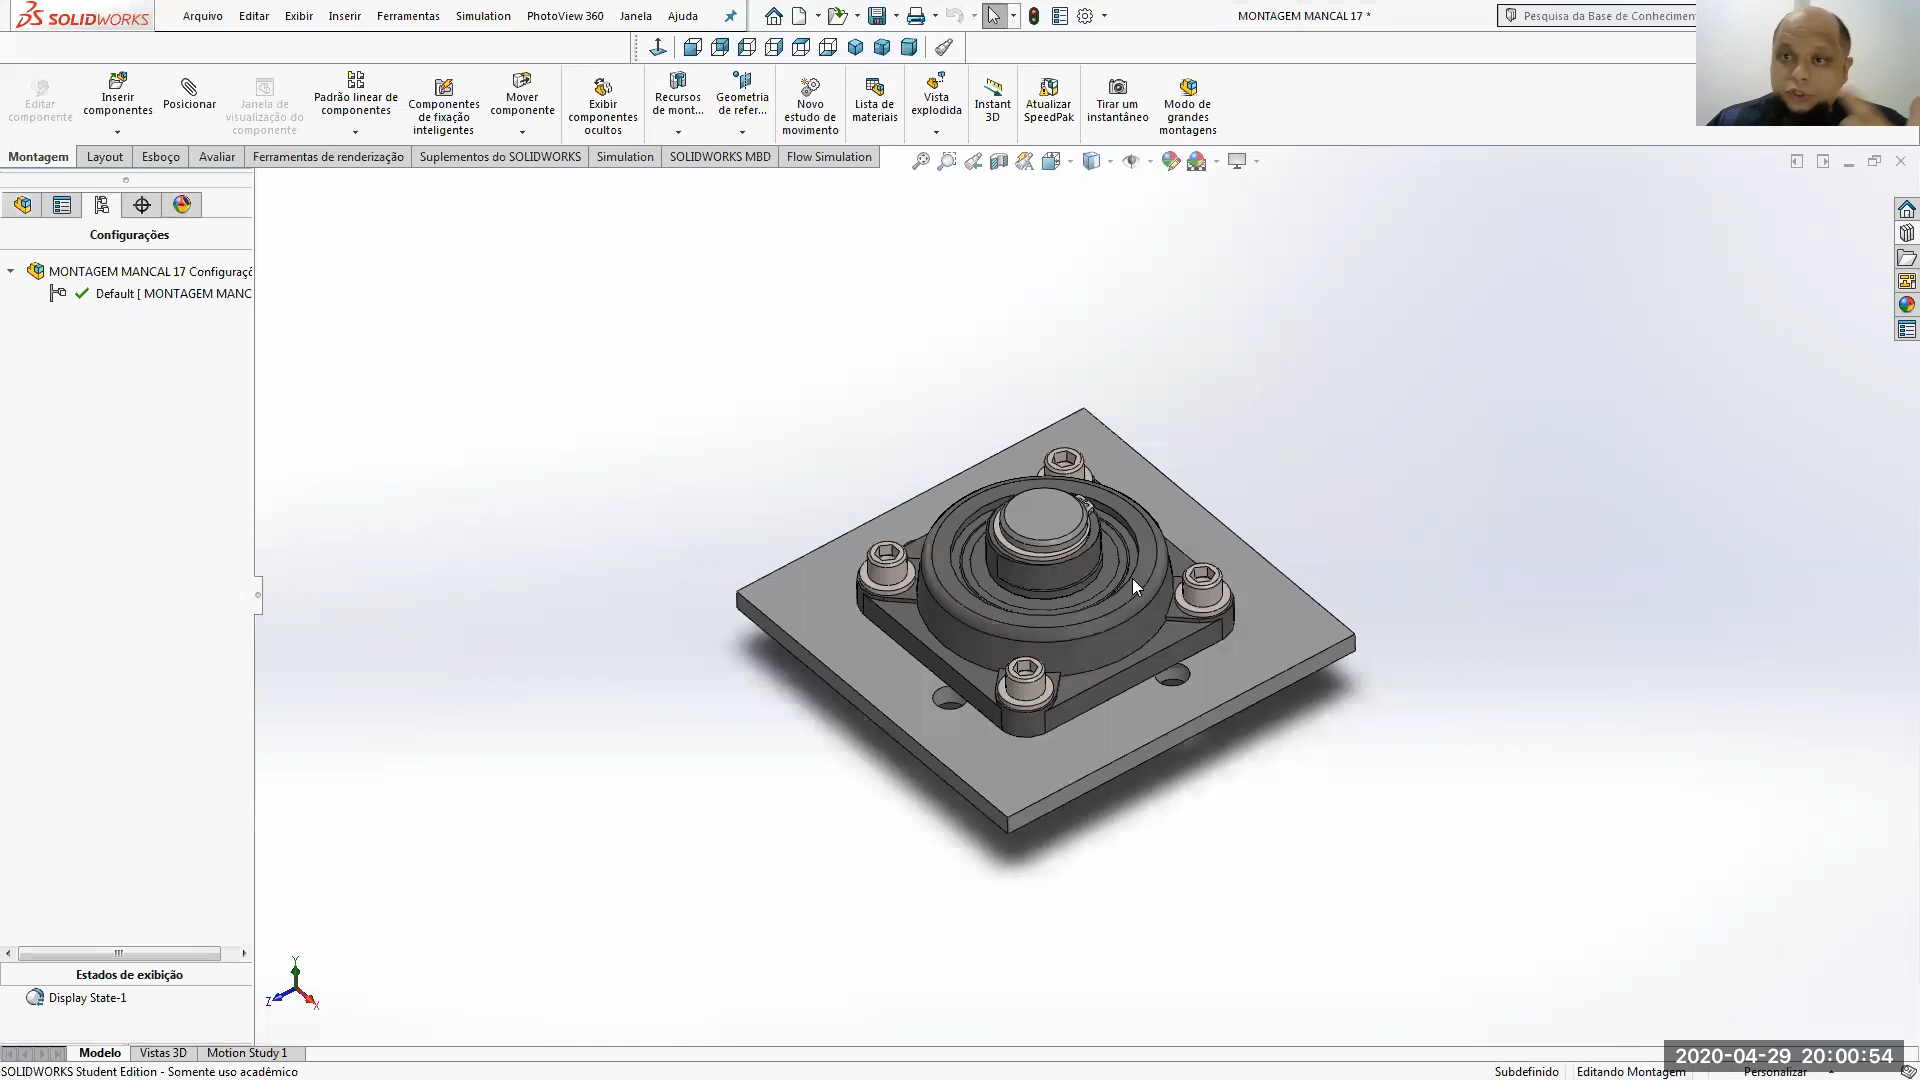 SOLIDWORKS
Arquivo Editar Exibir Inserir Ferramentas Simulation PhotoView 360 Janela Ajuda
MONTAGEM MANCAL 17 *
Pesquisa da Base de Conhecimen
Editar componente
Inserir componentes
Posicionar
Janela de visualização do componente
Padrão linear de componentes
Componentes de fixação inteligentes
Mover componente
Exibir componentes ocultos
Recursos de mont...
Geometria de refer...
Novo estudo de movimento
Lista de materiais
Vista explodida
Instant 3D
Atualizar SpeedPak
Tirar um instantâneo
Modo de grandes montagens
Montagem Layout Esboço Avaliar Ferramentas de renderização Suplementos do SOLIDWORKS Simulation SOLIDWORKS MBD Flow Simulation
Configurações
MONTAGEM MANCAL 17 Configuraç
Default [ MONTAGEM MANC
Estados de exibição
Display State-1
Y
Z
X
Modelo Vistas 3D Motion Study 1
2020-04-29 20:00:54
SOLIDWORKS Student Edition - Somente uso acadêmico
Subdefinido Editando Montagem Personalizar